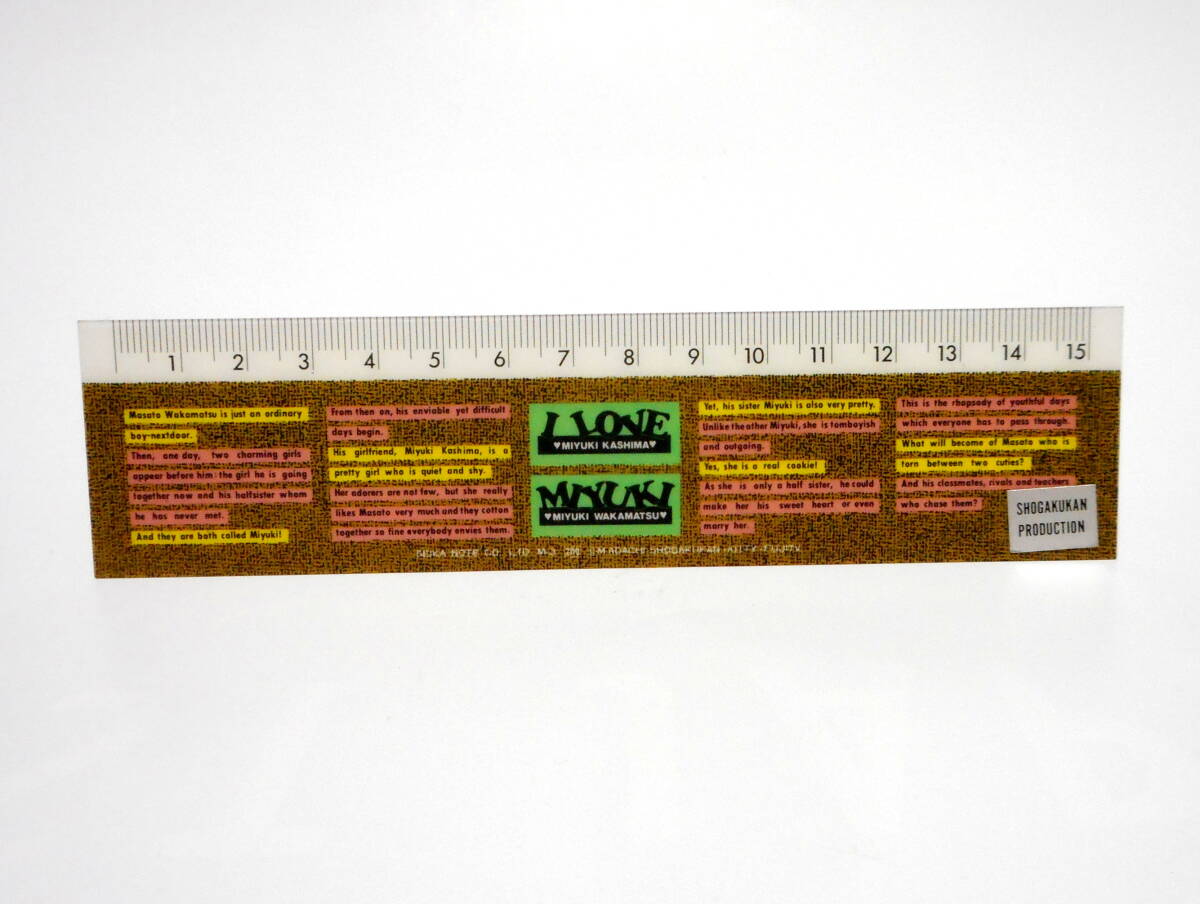 1 2 3 4 5 6 7 8 9 10 11 12 13 14 15
Masato Wakamatsu is just an ordinary
boy-nextdoor.
Then, one day, two charming girls
appear before him-the girl he is going
together now and his halfsister whom
he has never met.
And they are both called Miyuki!
From then on, his enviable yet difficult
days begin.
His girlfriend, Miyuki Kashima, is a
pretty girl who is quiet and shy.
Her adorers are not few, but she really
likes Masato very much and they cotton
together so fine everybody envies them.
I LOVE
♥MIYUKI KASHIMA♥
MIYUKI
♥MIYUKI WAKAMATSU♥
Yet, his sister Miyuki is also very pretty.
Unlike the other Miyuki, she is tomboyish
and outgoing.
Yes, she is a real cookie!
As she is only a half sister, he could
make her his sweet heart or even
marry her.
This is the rhapsody of youthful days
which everyone has to pass through.
What will become of Masato who is
torn between two cuties?
And his classmates, rivals and teachers
who chase them?
SHOGAKUKAN
PRODUCTION
NOTE CO., LTD. ADACHI SHOGAKUKAN KITTY FUJITV